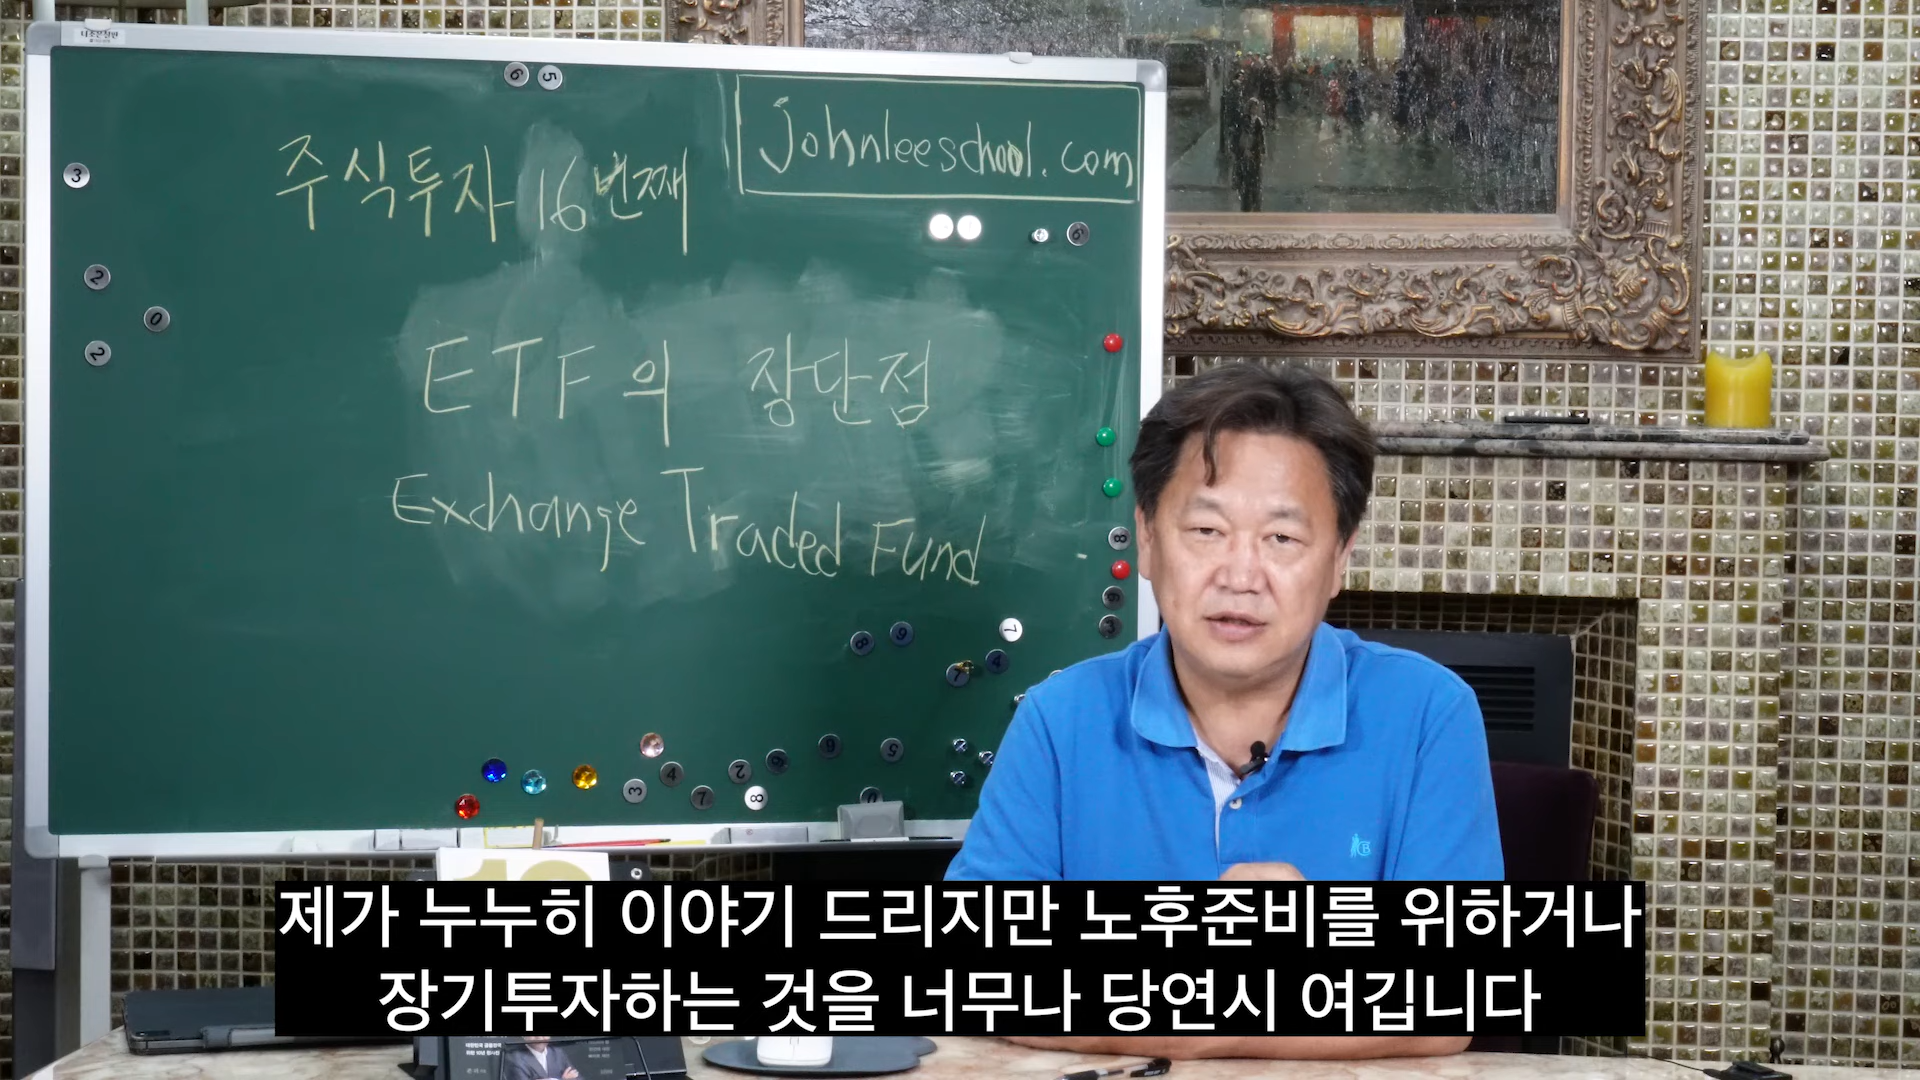 주식투자 16번째
johnleeschool.com
ETF의 장단점
Exchange Traded Fund
제가 누누히 이야기 드리지만 노후준비를 위하거나
장기투자하는 것을 너무나 당연시 여깁니다